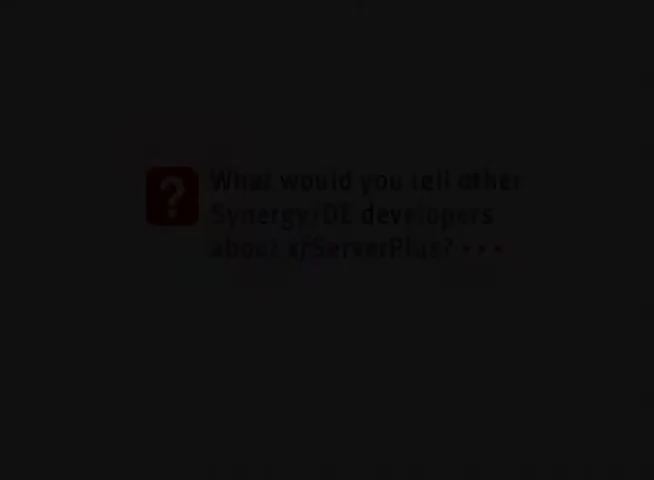 ?
What would you tell other
Synergy/DE developers
about xfServerPlus? • • •